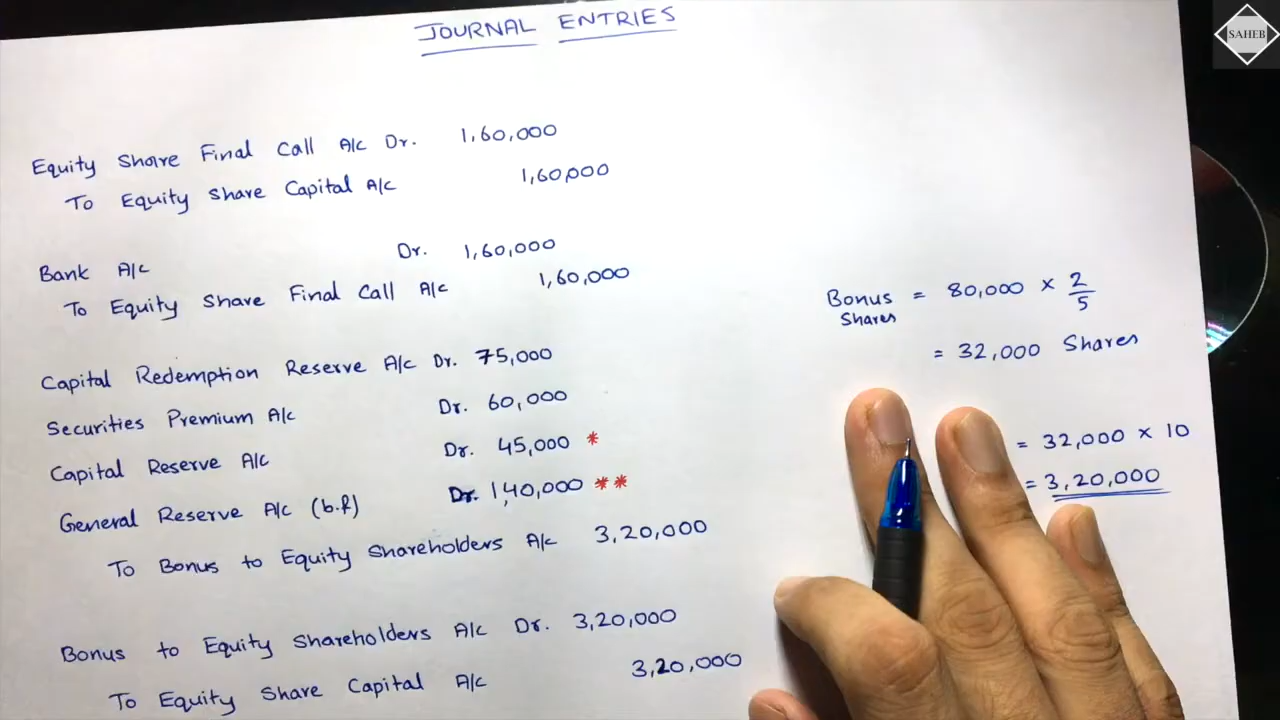 SAHEB
JOURNAL ENTRIES
Equity Share Final Call A/c Dr. 1,60,000
To Equity Share Capital A/c 1,60,000
Bank A/c Dr. 1,60,000
To Equity Share Final Call A/c 1,60,000
Capital Redemption Reserve A/c Dr. 75,000
Securities Premium A/c Dr. 60,000
Capital Reserve A/c Dr. 45,000 *
General Reserve A/c (b.f) Dr. 1,40,000 **
To Bonus to Equity Shareholders A/c 3,20,000
Bonus to Equity Shareholders A/c Dr. 3,20,000
To Equity Share Capital A/c 3,20,000
Bonus Shares = 80,000 × 2/5
= 32,000 Shares
= 32,000 × 10
= 3,20,000